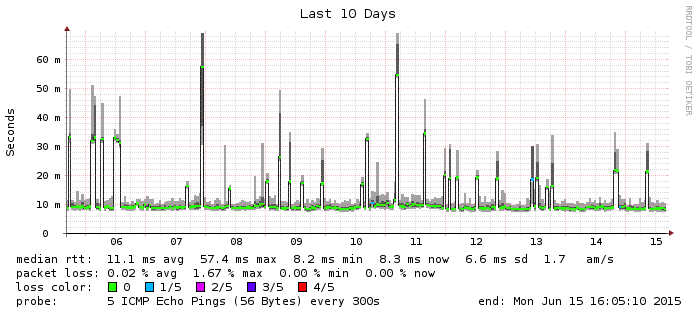 Last 10 Days
RRDTOOL / TOBI OETIKER
Seconds
60 m
50 m
40 m
30 m
20 m
10 m
0
06 07 08 09 10 11 12 13 14 15
median rtt: 11.1 ms avg 57.4 ms max 8.2 ms min 8.3 ms now 6.6 ms sd 1.7 am/s
packet loss: 0.02 % avg 1.67 % max 0.00 % min 0.00 % now
loss color: 0 1/5 2/5 3/5 4/5
probe: 5 ICMP Echo Pings (56 Bytes) every 300s end: Mon Jun 15 16:05:10 2015